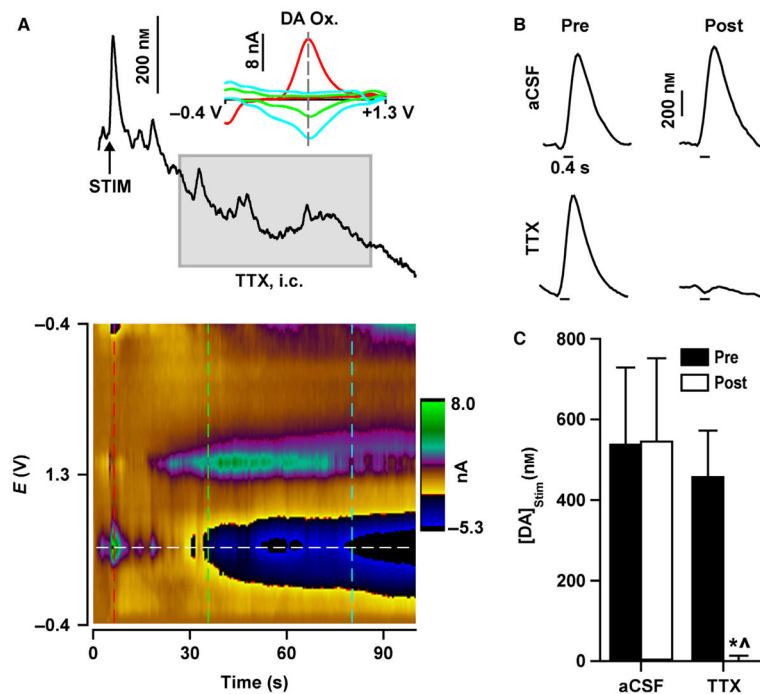 A
200 nM
STIM
DA Ox.
8 nA
–0.4 V
+1.3 V
TTX, i.c.
–0.4
1.3
–0.4
E (V)
0
30
60
90
Time (s)
8.0
nA
–5.3
B
Pre
Post
aCSF
200 nM
0.4 s
TTX
C
800
600
400
200
0
[DA]Stim (nM)
Pre
Post
*^
aCSF
TTX